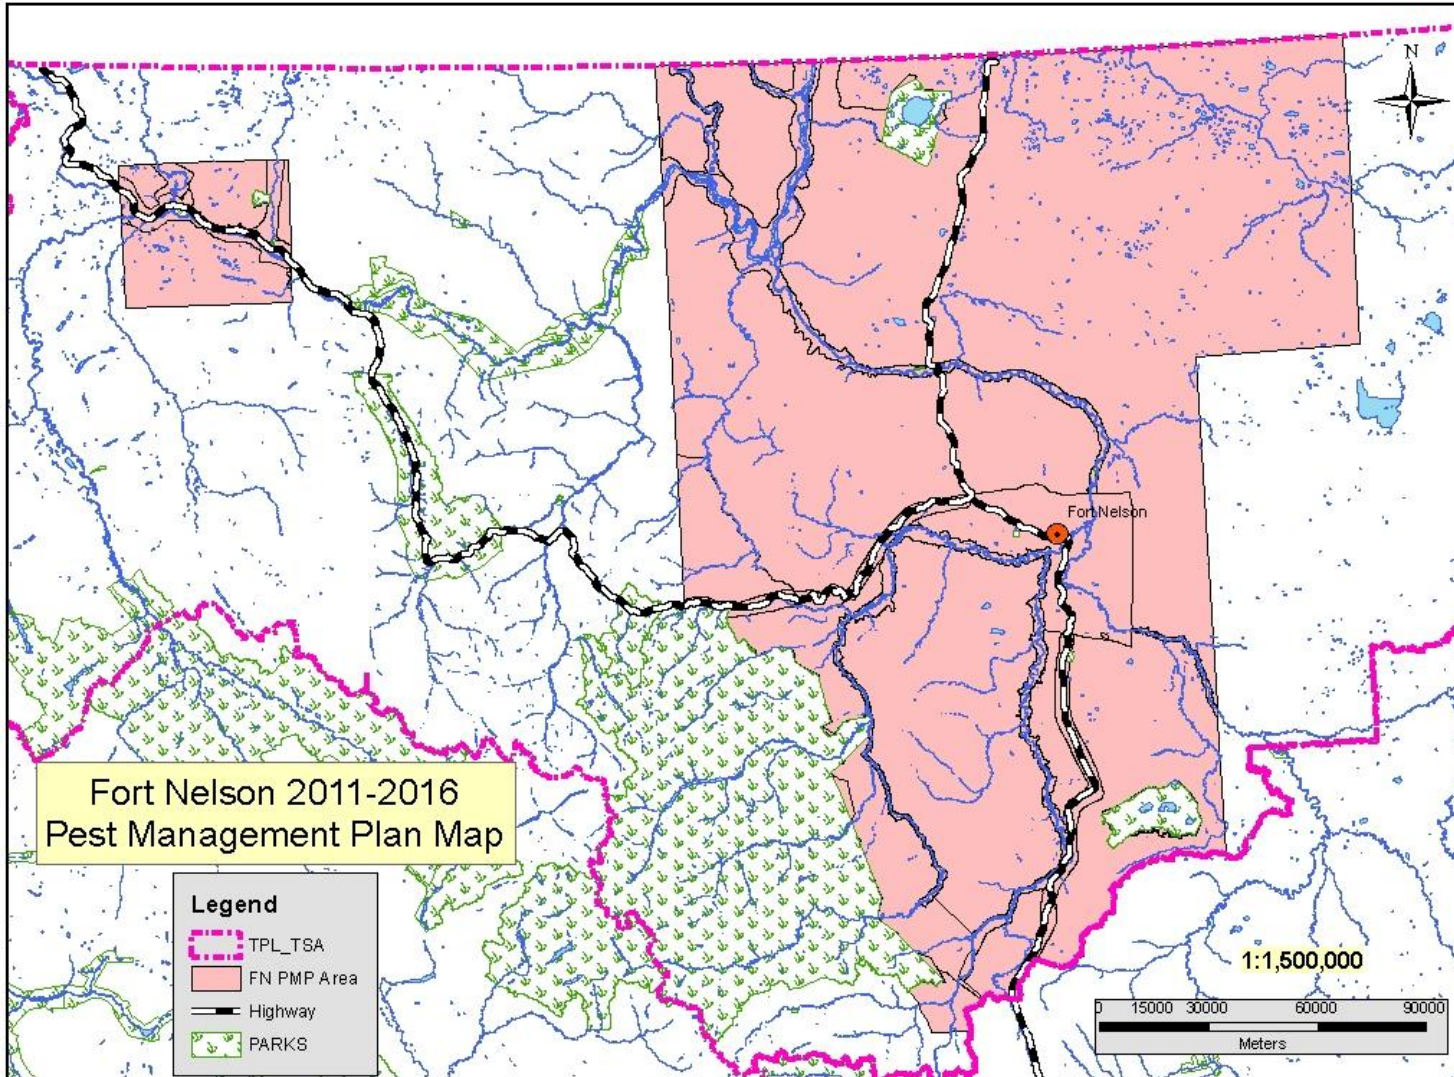 N
Fort Nelson
Fort Nelson 2011-2016
Pest Management Plan Map
Legend
TPL_TSA
FN PMP Area
Highway
PARKS
1:1,500,000
0 15000 30000 60000 90000
Meters